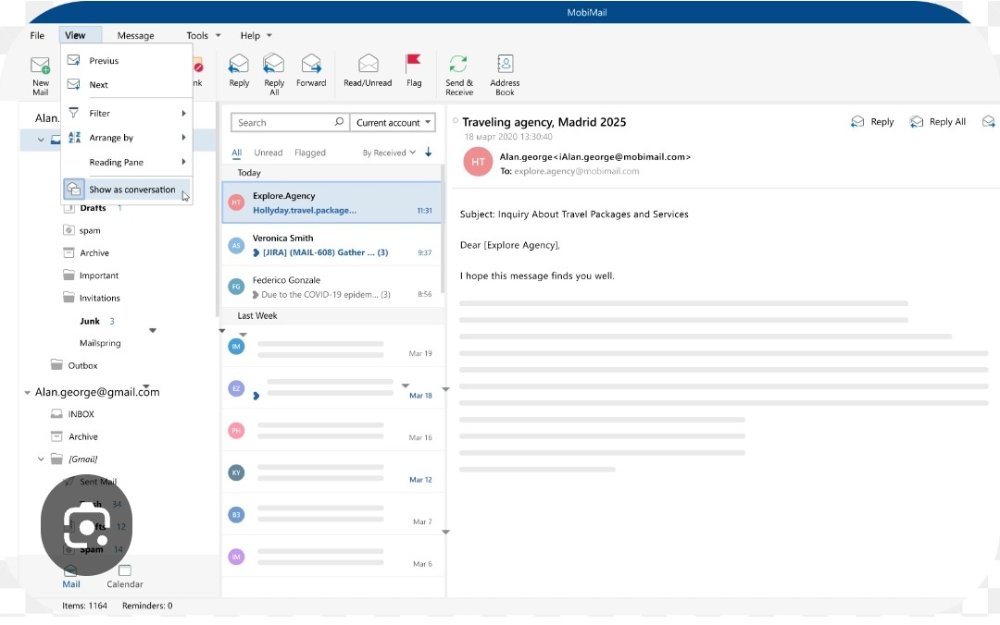 MobiMail
File View Message Tools Help
Previus
Next
Filter
Arrange by
Reading Pane
Show as conversation
New Mail
nk
Reply
Reply All
Forward
Read/Unread
Flag
Send & Receive
Address Book
Alan.
Drafts 1
spam
Archive
Important
Invitations
Junk 3
Mailspring
Outbox
Alan.george@gmail.com
INBOX
Archive
[Gmail]
Sent Mail
34
12
Spam 14
Mail
Calendar
Items: 1164 Reminders: 0
Search
Current account
All Unread Flagged By Received
Today
HT
Explore.Agency
Hollyday.travel.package... 11:31
AS
Veronica Smith
[JIRA] (MAIL-608) Gather ... (3) 9:37
FG
Federico Gonzale
Due to the COVID-19 epidem... (3) 8:56
Last Week
IM Mar 19
EZ Mar 18
PH Mar 16
KY Mar 12
B3 Mar 7
IM Mar 6
Traveling agency, Madrid 2025
Reply Reply All
18 март 2020 13:30:40
HT
Alan.george<iAlan.george@mobimail.com>
To: explore.agency@mobimail.com
Subject: Inquiry About Travel Packages and Services
Dear [Explore Agency],
I hope this message finds you well.